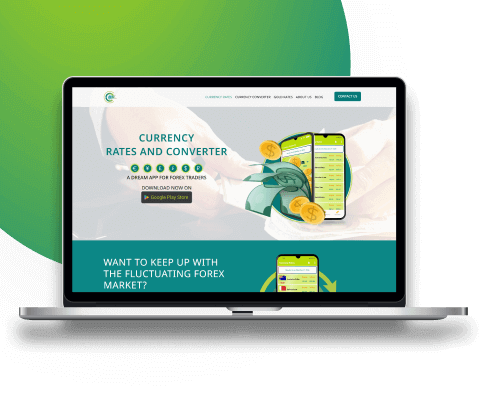 CURRENCY RATES CURRENCY CONVERTER GOLD RATES ABOUT US BLOG CONTACT US
CURRENCY
RATES AND CONVERTER
A DREAM APP FOR FOREX TRADERS
DOWNLOAD NOW ON
Google Play Store
WANT TO KEEP UP WITH
THE FLUCTUATING FOREX
MARKET?